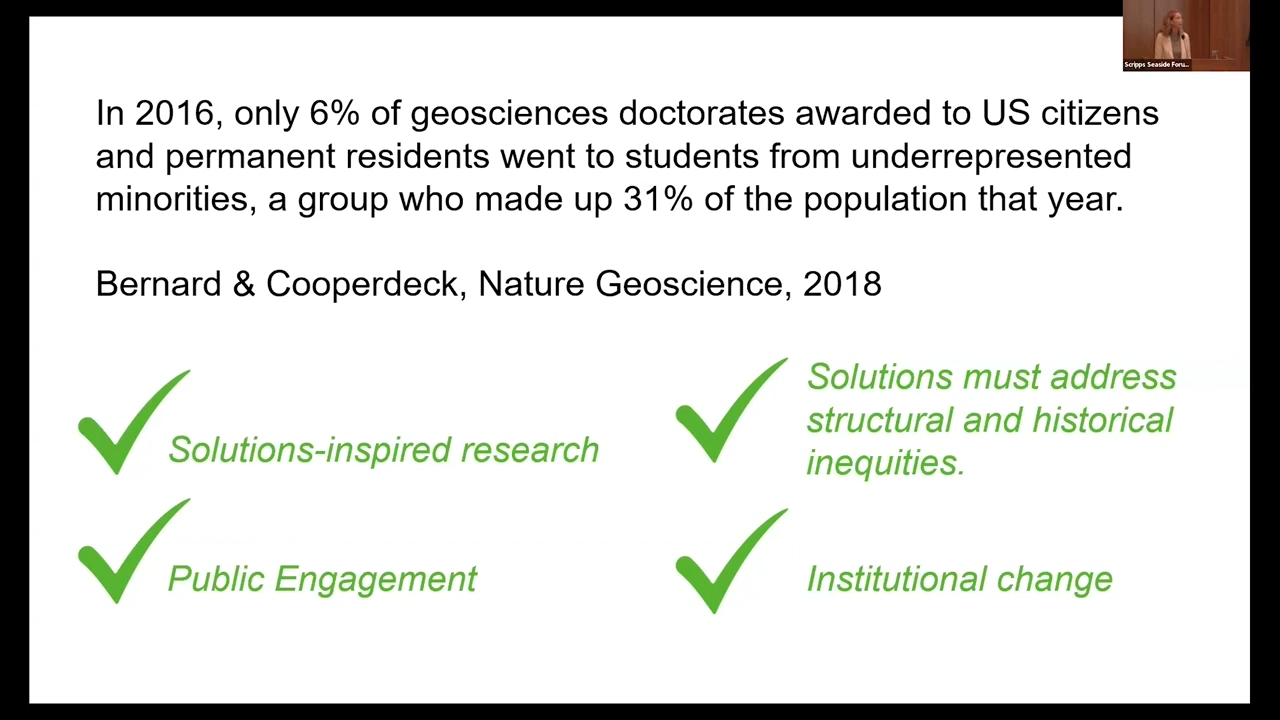 Scripps Seaside Foru...
In 2016, only 6% of geosciences doctorates awarded to US citizens
and permanent residents went to students from underrepresented
minorities, a group who made up 31% of the population that year.
Bernard & Cooperdeck, Nature Geoscience, 2018
Solutions-inspired research
Public Engagement
Solutions must address
structural and historical
inequities.
Institutional change